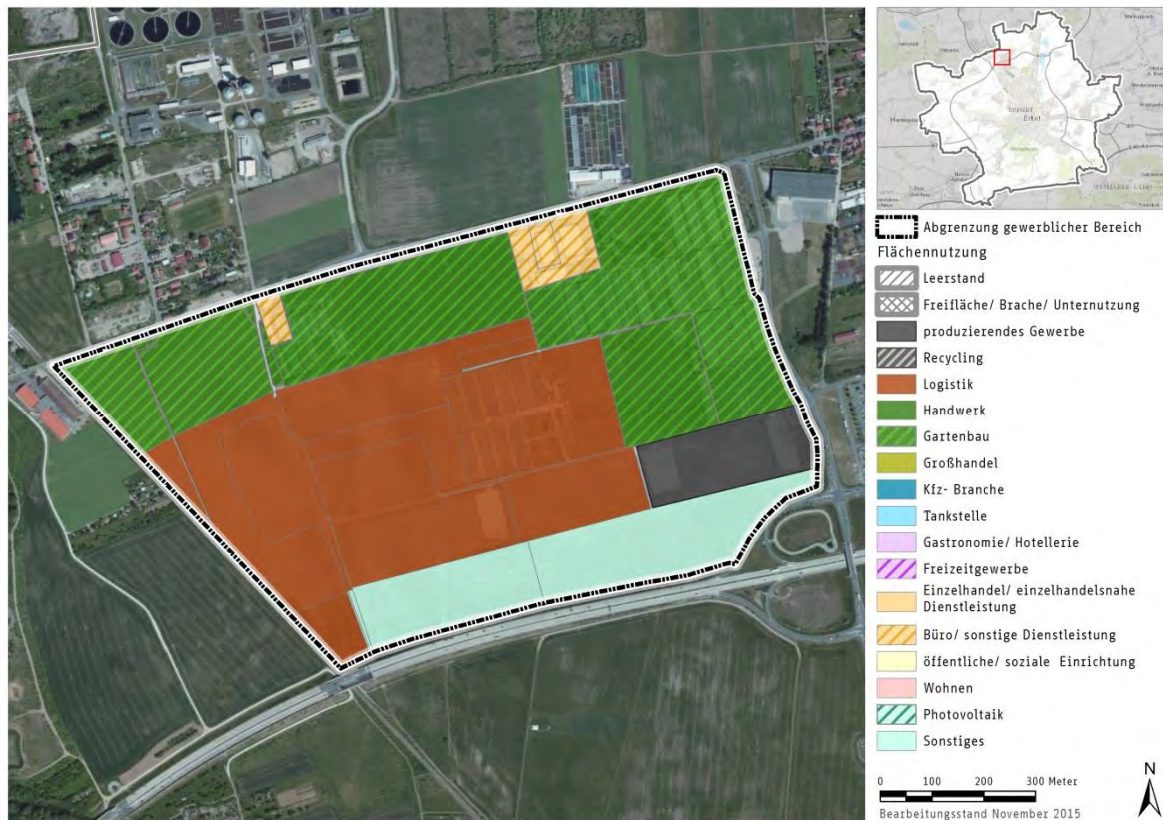 Erfurt
Abgrenzung gewerblicher Bereich
Flächennutzung
Leerstand
Freifläche/ Brache/ Unternutzung
produzierendes Gewerbe
Recycling
Logistik
Handwerk
Gartenbau
Großhandel
Kfz- Branche
Tankstelle
Gastronomie/ Hotellerie
Freizeitgewerbe
Einzelhandel/ einzelhandelsnahe
Dienstleistung
Büro/ sonstige Dienstleistung
öffentliche/ soziale Einrichtung
Wohnen
Photovoltaik
Sonstiges
0 100 200 300 Meter
N
Bearbeitungsstand November 2015